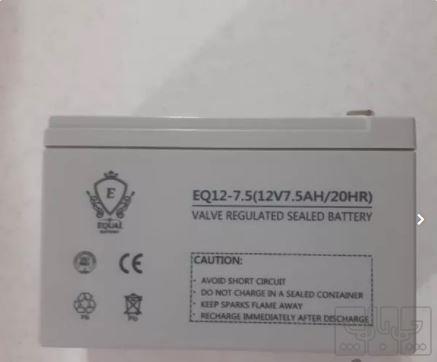 E
EQUAL
BATTERY
EQ12-7.5(12V7.5AH/20HR)
VALVE REGULATED SEALED BATTERY
CE
CAUTION:
· AVOID SHORT CIRCUIT
· DO NOT CHARGE IN A SEALED CONTAINER
· KEEP SPARKS FLAME AWAY
· RECHARGE IMMEDIATELY AFTER DISCHARGE
Pb
Pb